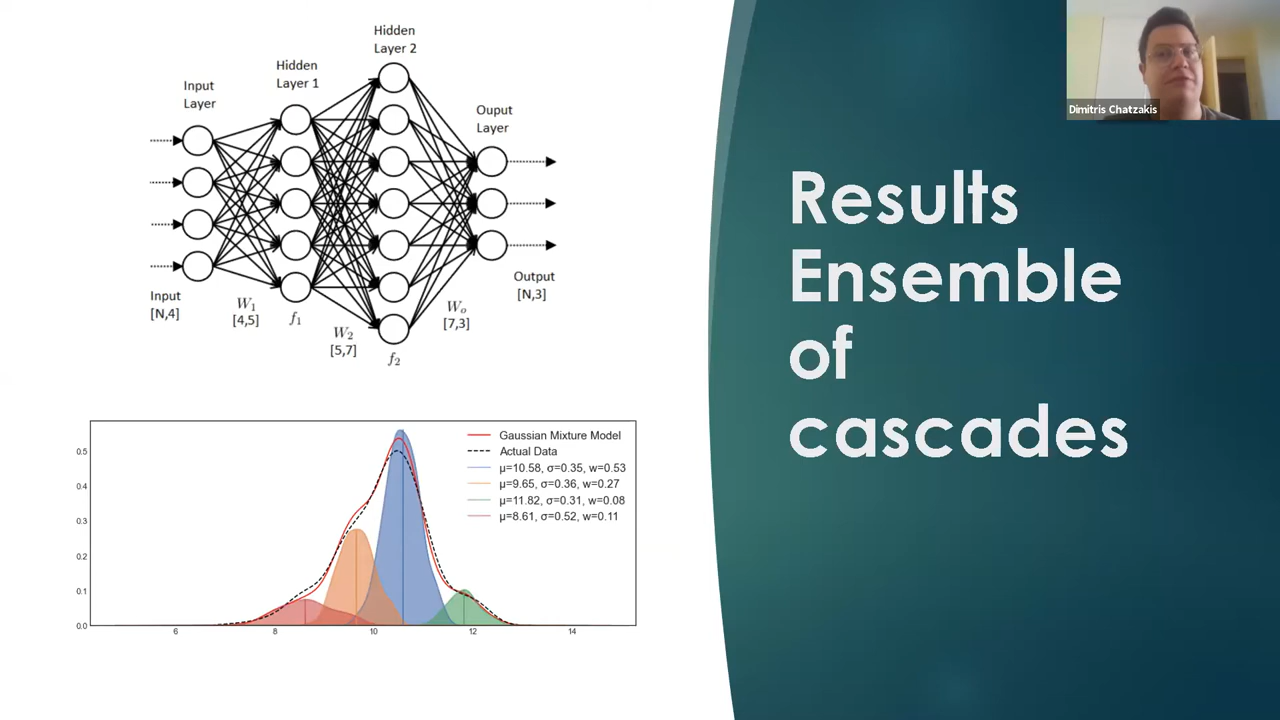 Hidden
Layer 2
Hidden
Layer 1
Input
Layer
Ouput
Layer
Input
[N,4]
W1
[4,5]
f1
W2
[5,7]
f2
Wo
[7,3]
Output
[N,3]
Gaussian Mixture Model
Actual Data
μ=10.58, σ=0.35, w=0.53
μ=9.65, σ=0.36, w=0.27
μ=11.82, σ=0.31, w=0.08
μ=8.61, σ=0.52, w=0.11
0.5
0.4
0.3
0.2
0.1
0.0
6 8 10 12 14
Dimitris Chatzakis
Results
Ensemble
of
cascades